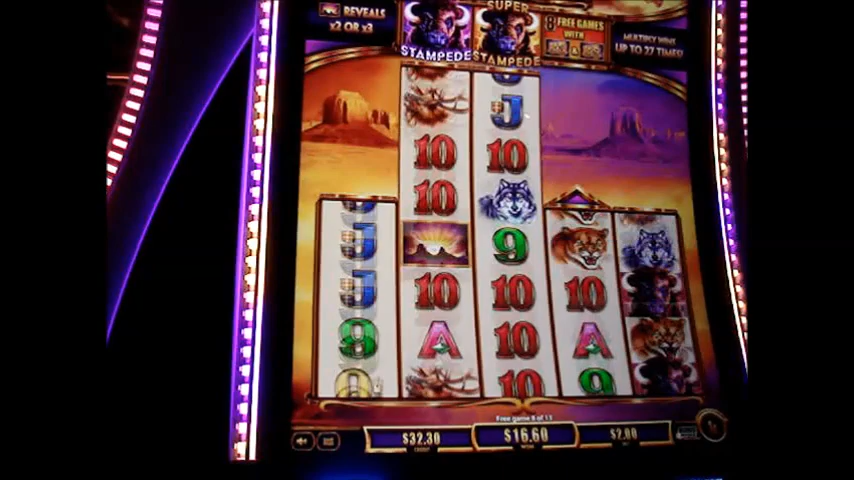 REVEALS
x2 OR x3
STAMPEDE
SUPER
STAMPEDE
8 FREE GAMES
WITH
MULTIPLY WINS
UP TO 27 TIMES!
J
10
10
10
J
J
9
10
10
10
A
10
A
10
9
Free game 8 of 13
$32.30
$16.60
$2.00
CREDIT